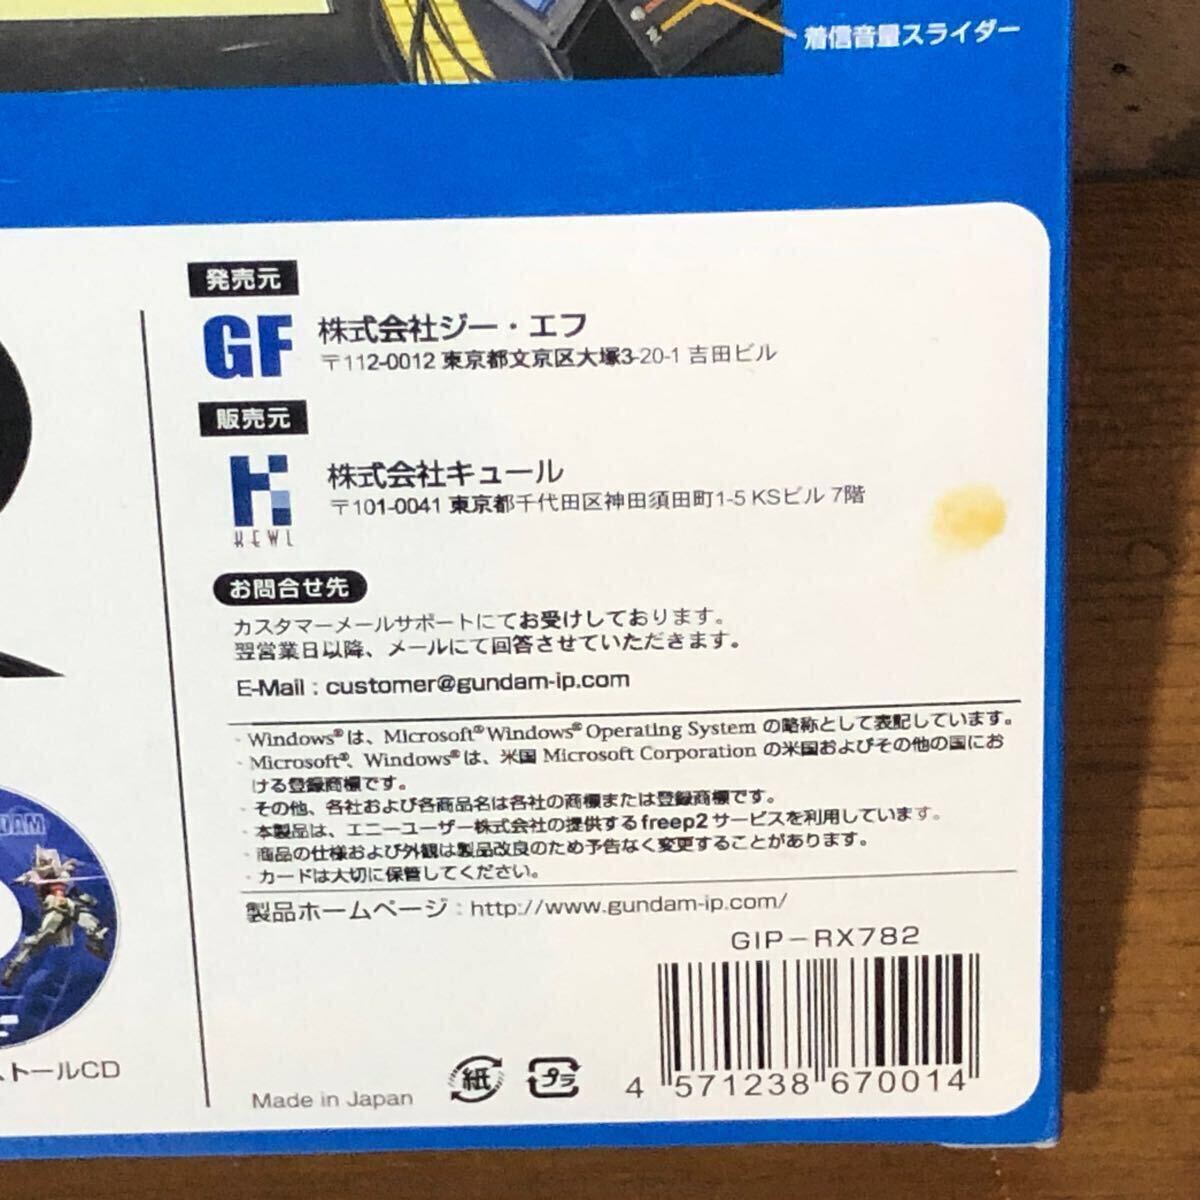 着信音量スライダー
発売元
GF 株式会社ジー・エフ
〒112-0012 東京都文京区大塚3-20-1 吉田ビル
販売元
KEWL
株式会社キュール
〒101-0041 東京都千代田区神田須田町1-5 KSビル 7階
お問合せ先
カスタマーメールサポートにてお受けしております。
翌営業日以降、メールにて回答させていただきます。
E-Mail : customer@gundam-ip.com
・Windows®は、Microsoft®Windows®Operating System の略称として表記しています。
・Microsoft®、Windows®は、米国 Microsoft Corporation の米国およびその他の国にお
ける登録商標です。
・その他、各社および各商品名は各社の商標または登録商標です。
・本製品は、エニーユーザー株式会社の提供するfreep2サービスを利用しています。
・商品の仕様および外観は製品改良のため予告なく変更することがあります。
・カードは大切に保管してください。
製品ホームページ : http://www.gundam-ip.com/
GIP-RX782
4 571238 670014
紙
プラ
Made in Japan
DAM
ストールCD